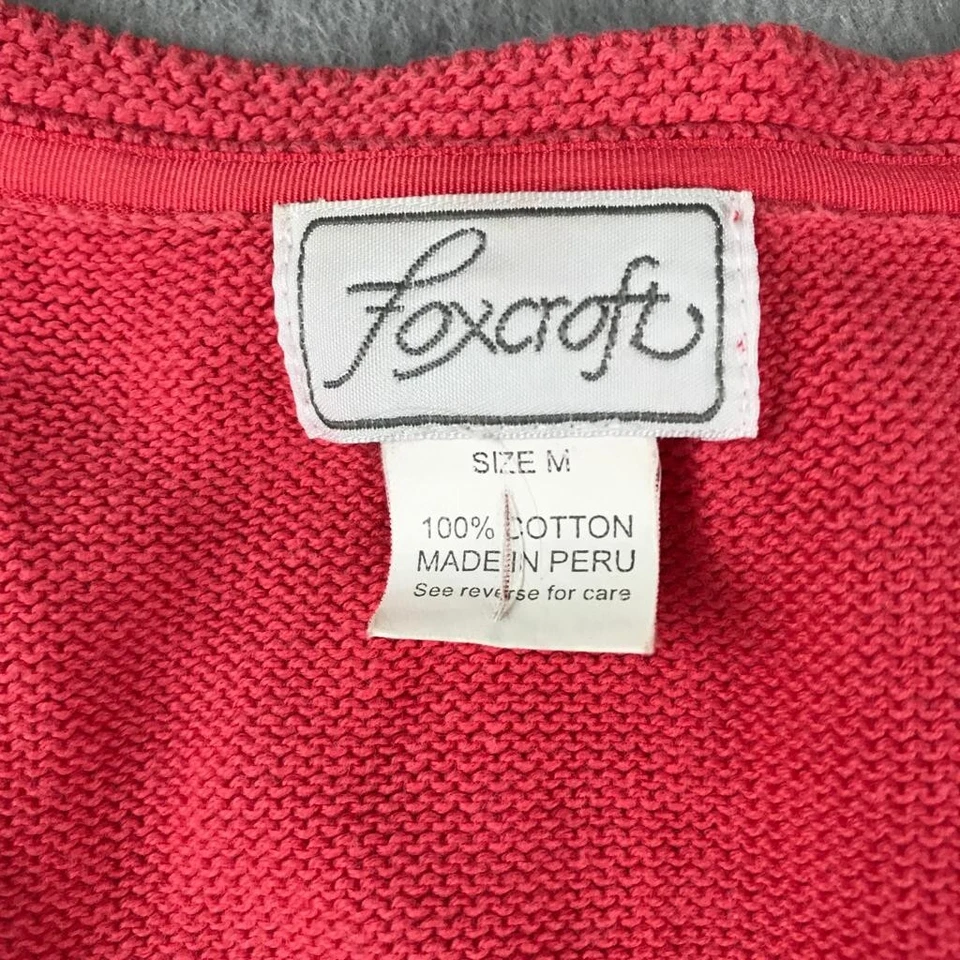 Foxcroft
SIZE M
100% COTTON
MADE IN PERU
See reverse for care